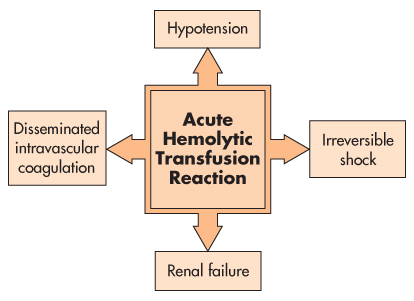 Hypotension
Disseminated
intravascular
coagulation
Acute
Hemolytic
Transfusion
Reaction
Irreversible
shock
Renal failure